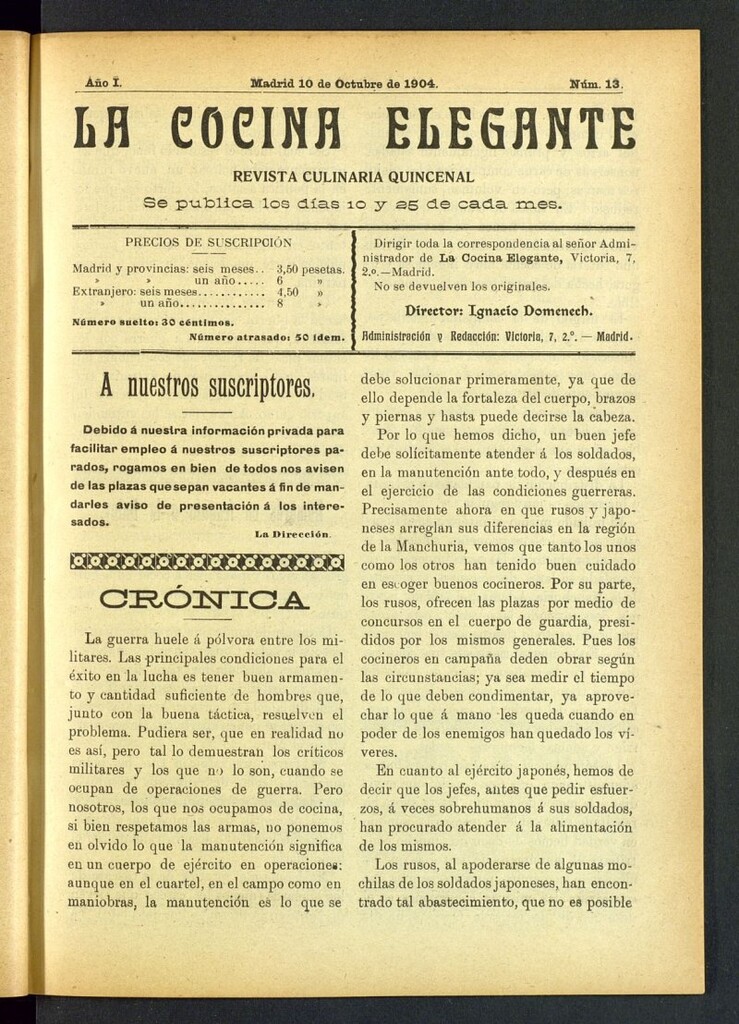 Año I.
Madrid 10 de Octubre de 1904.
Núm. 13.
LA COCINA ELEGANTE
REVISTA CULINARIA QUINCENAL
Se publica los días 10 y 25 de cada mes.
PRECIOS DE SUSCRIPCIÓN
Madrid y provincias: seis meses.. 3,50 pesetas.
» » un año..... 6 »
Extranjero: seis meses............ 4,50 »
» un año............... 8 »
Número suelto: 30 céntimos.
Número atrasado: 50 ídem.
Dirigir toda la correspondencia al señor Admi-
nistrador de La Cocina Elegante, Victoria, 7,
2.º.—Madrid.
No se devuelven los originales.
Director: Ignacio Domenech.
Administración y Redacción: Victoria, 7, 2.º. — Madrid.
A nuestros suscriptores.
Debido á nuestra información privada para
facilitar empleo á nuestros suscriptores pa-
rados, rogamos en bien de todos nos avisen
de las plazas que sepan vacantes á fin de man-
darles aviso de presentación á los intere-
sados.
La Dirección.
CRÓNICA
La guerra huele á pólvora entre los mi-
litares. Las principales condiciones para el
éxito en la lucha es tener buen armamen-
to y cantidad suficiente de hombres que,
junto con la buena táctica, resuelven el
problema. Pudiera ser, que en realidad no
es así, pero tal lo demuestran los críticos
militares y los que no lo son, cuando se
ocupan de operaciones de guerra. Pero
nosotros, los que nos ocupamos de cocina,
si bien respetamos las armas, no ponemos
en olvido lo que la manutención significa
en un cuerpo de ejército en operaciones;
aunque en el cuartel, en el campo como en
maniobras, la manutención es lo que se
debe solucionar primeramente, ya que de
ello depende la fortaleza del cuerpo, brazos
y piernas y hasta puede decirse la cabeza.
Por lo que hemos dicho, un buen jefe
debe solícitamente atender á los soldados,
en la manutención ante todo, y después en
el ejercicio de las condiciones guerreras.
Precisamente ahora en que rusos y japo-
neses arreglan sus diferencias en la región
de la Manchuria, vemos que tanto los unos
como los otros han tenido buen cuidado
en escoger buenos cocineros. Por su parte,
los rusos, ofrecen las plazas por medio de
concursos en el cuerpo de guardia, presi-
didos por los mismos generales. Pues los
cocineros en campaña deden obrar según
las circunstancias; ya sea medir el tiempo
de lo que deben condimentar, ya aprove-
char lo que á mano les queda cuando en
poder de los enemigos han quedado los ví-
veres.
En cuanto al ejército japonés, hemos de
decir que los jefes, antes que pedir esfuer-
zos, á veces sobrehumanos á sus soldados,
han procurado atender á la alimentación
de los mismos.
Los rusos, al apoderarse de algunas mo-
chilas de los soldados japoneses, han encon-
trado tal abastecimiento, que no es posible